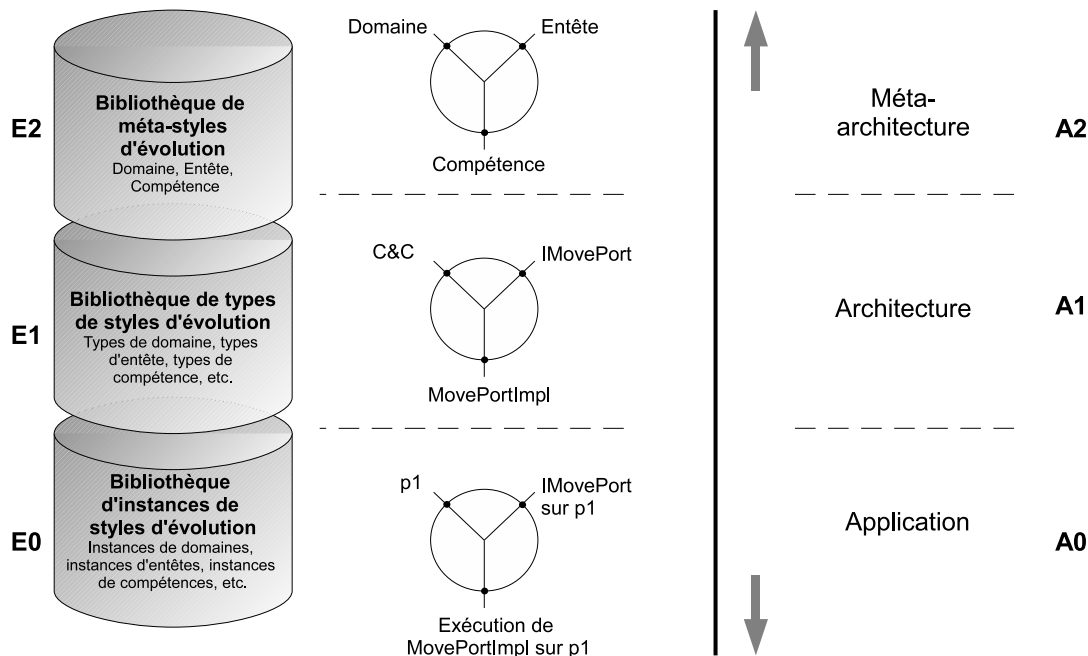 Domaine
Entête
Bibliothèque de
méta-styles
d'évolution
Domaine, Entête,
Compétence
E2
Compétence
Méta-
architecture
A2
C&C
IMovePort
Bibliothèque de types
de styles d'évolution
Types de domaine, types
d'entête, types de
compétence, etc.
E1
MovePortImpl
Architecture
A1
p1
IMovePort
sur p1
Bibliothèque
d'instances de
styles d'évolution
Instances de domaines,
instances d'entêtes, instances
de compétences, etc.
E0
Exécution de
MovePortImpl sur p1
Application
A0